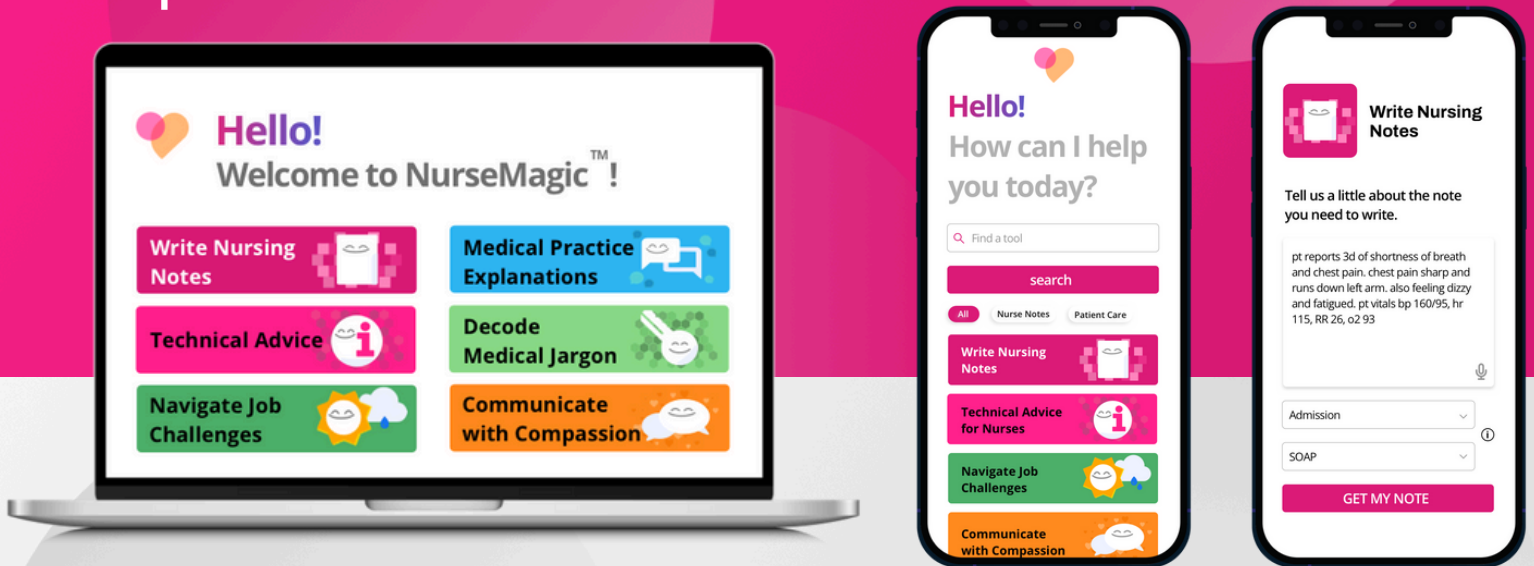 Hello!
Welcome to NurseMagic™!
Write Nursing
Notes
Medical Practice
Explanations
Technical Advice
Decode
Medical Jargon
Navigate Job
Challenges
Communicate
with Compassion
Hello!
How can I help
you today?
Find a tool
search
All
Nurse Notes
Patient Care
Write Nursing
Notes
Technical Advice
for Nurses
Navigate Job
Challenges
Communicate
with Compassion
Write Nursing
Notes
Tell us a little about the note
you need to write.
pt reports 3d of shortness of breath
and chest pain. chest pain sharp and
runs down left arm. also feeling dizzy
and fatigued. pt vitals bp 160/95, hr
115, RR 26, o2 93
Admission
SOAP
GET MY NOTE